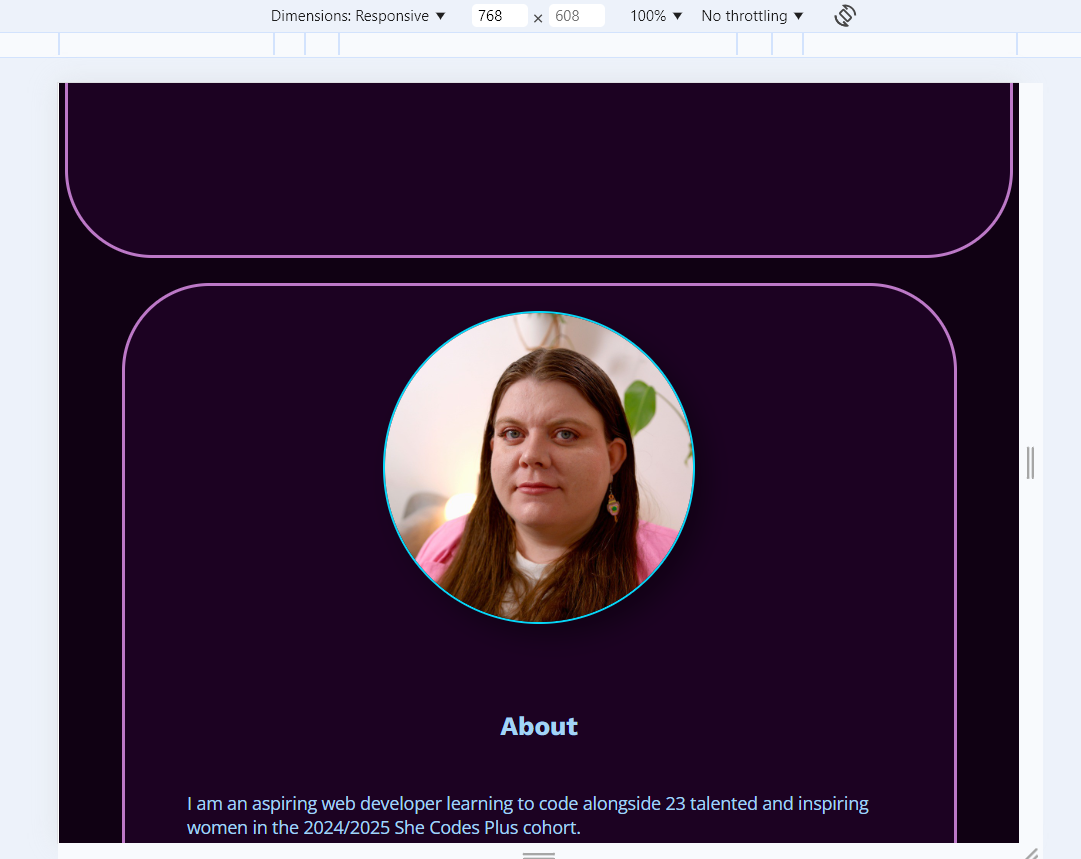 Dimensions: Responsive ▼ 768 × 608 100% ▼ No throttling ▼
About
I am an aspiring web developer learning to code alongside 23 talented and inspiring
women in the 2024/2025 She Codes Plus cohort.